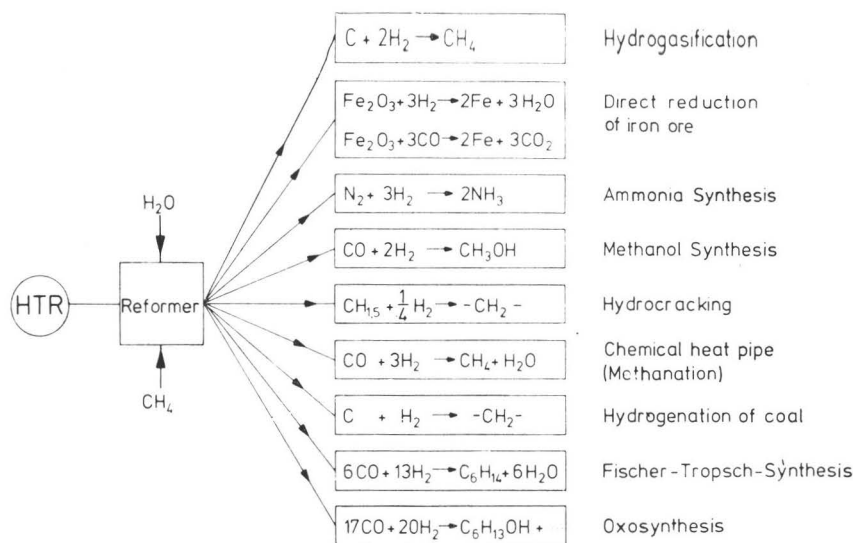 C + 2H₂ → CH₄ Hydrogasification
Fe₂O₃ + 3H₂ → 2Fe + 3H₂O Direct reduction
of iron ore
Fe₂O₃ + 3CO → 2Fe + 3CO₂
N₂ + 3H₂ → 2NH₃ Ammonia Synthesis
H₂O
CO + 2H₂ → CH₃OH Methanol Synthesis
HTR
Reformer
CH₁,₅ + 1/4 H₂ → -CH₂- Hydrocracking
CO + 3H₂ → CH₄ + H₂O Chemical heat pipe
(Methanation)
CH₄
C + H₂ → -CH₂- Hydrogenation of coal
6CO + 13H₂ → C₆H₁₄ + 6H₂O Fischer-Tropsch-Synthesis
17CO + 20H₂ → C₆H₁₃OH + Oxosynthesis